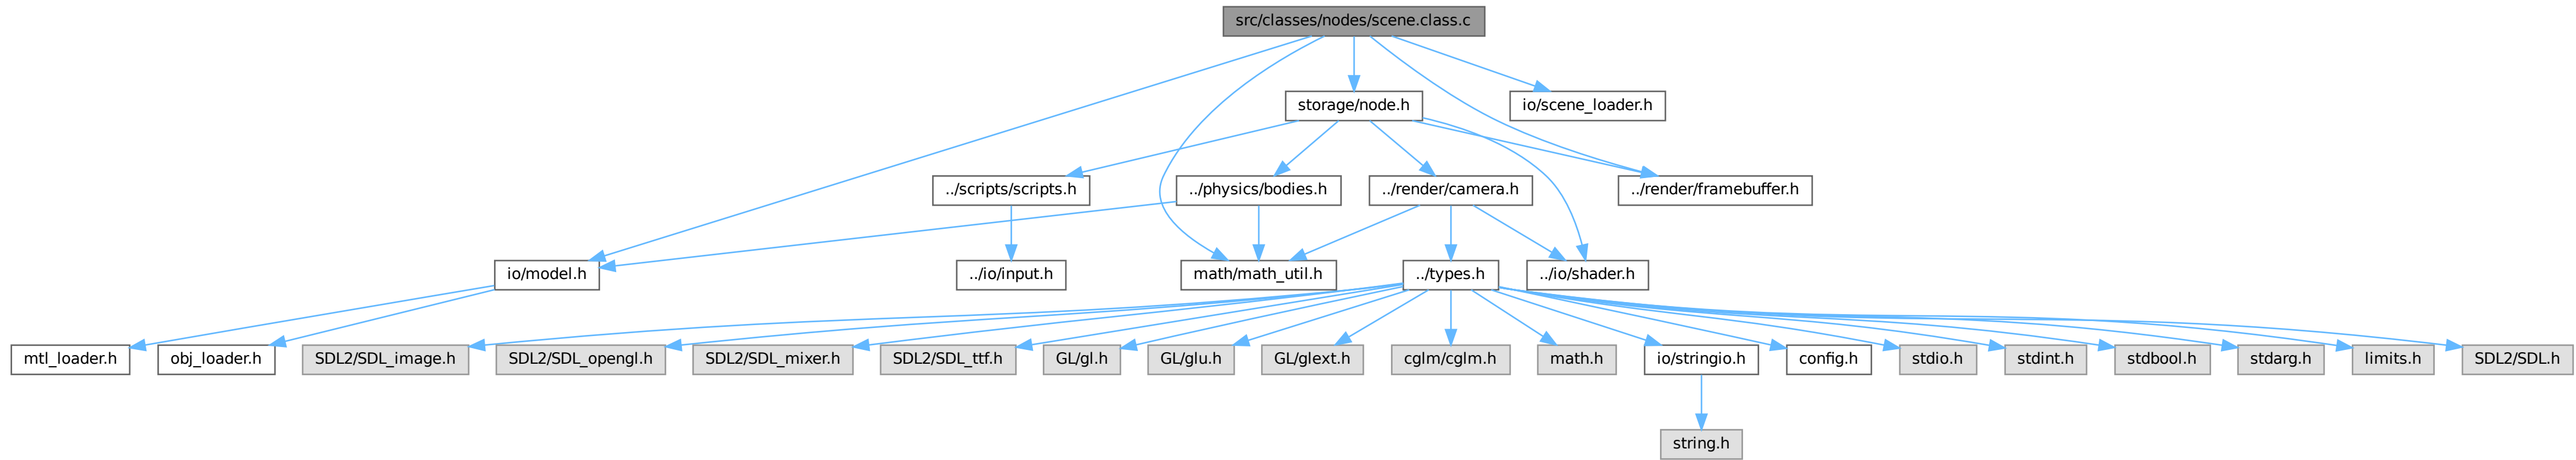 src/classes/nodes/scene.class.c
storage/node.h
io/scene_loader.h
../scripts/scripts.h
../physics/bodies.h
../render/camera.h
../render/framebuffer.h
io/model.h
../io/input.h
math/math_util.h
../types.h
../io/shader.h
mtl_loader.h
obj_loader.h
SDL2/SDL_image.h
SDL2/SDL_opengl.h
SDL2/SDL_mixer.h
SDL2/SDL_ttf.h
GL/gl.h
GL/glu.h
GL/glext.h
cglm/cglm.h
math.h
io/stringio.h
config.h
stdio.h
stdint.h
stdbool.h
stdarg.h
limits.h
SDL2/SDL.h
string.h